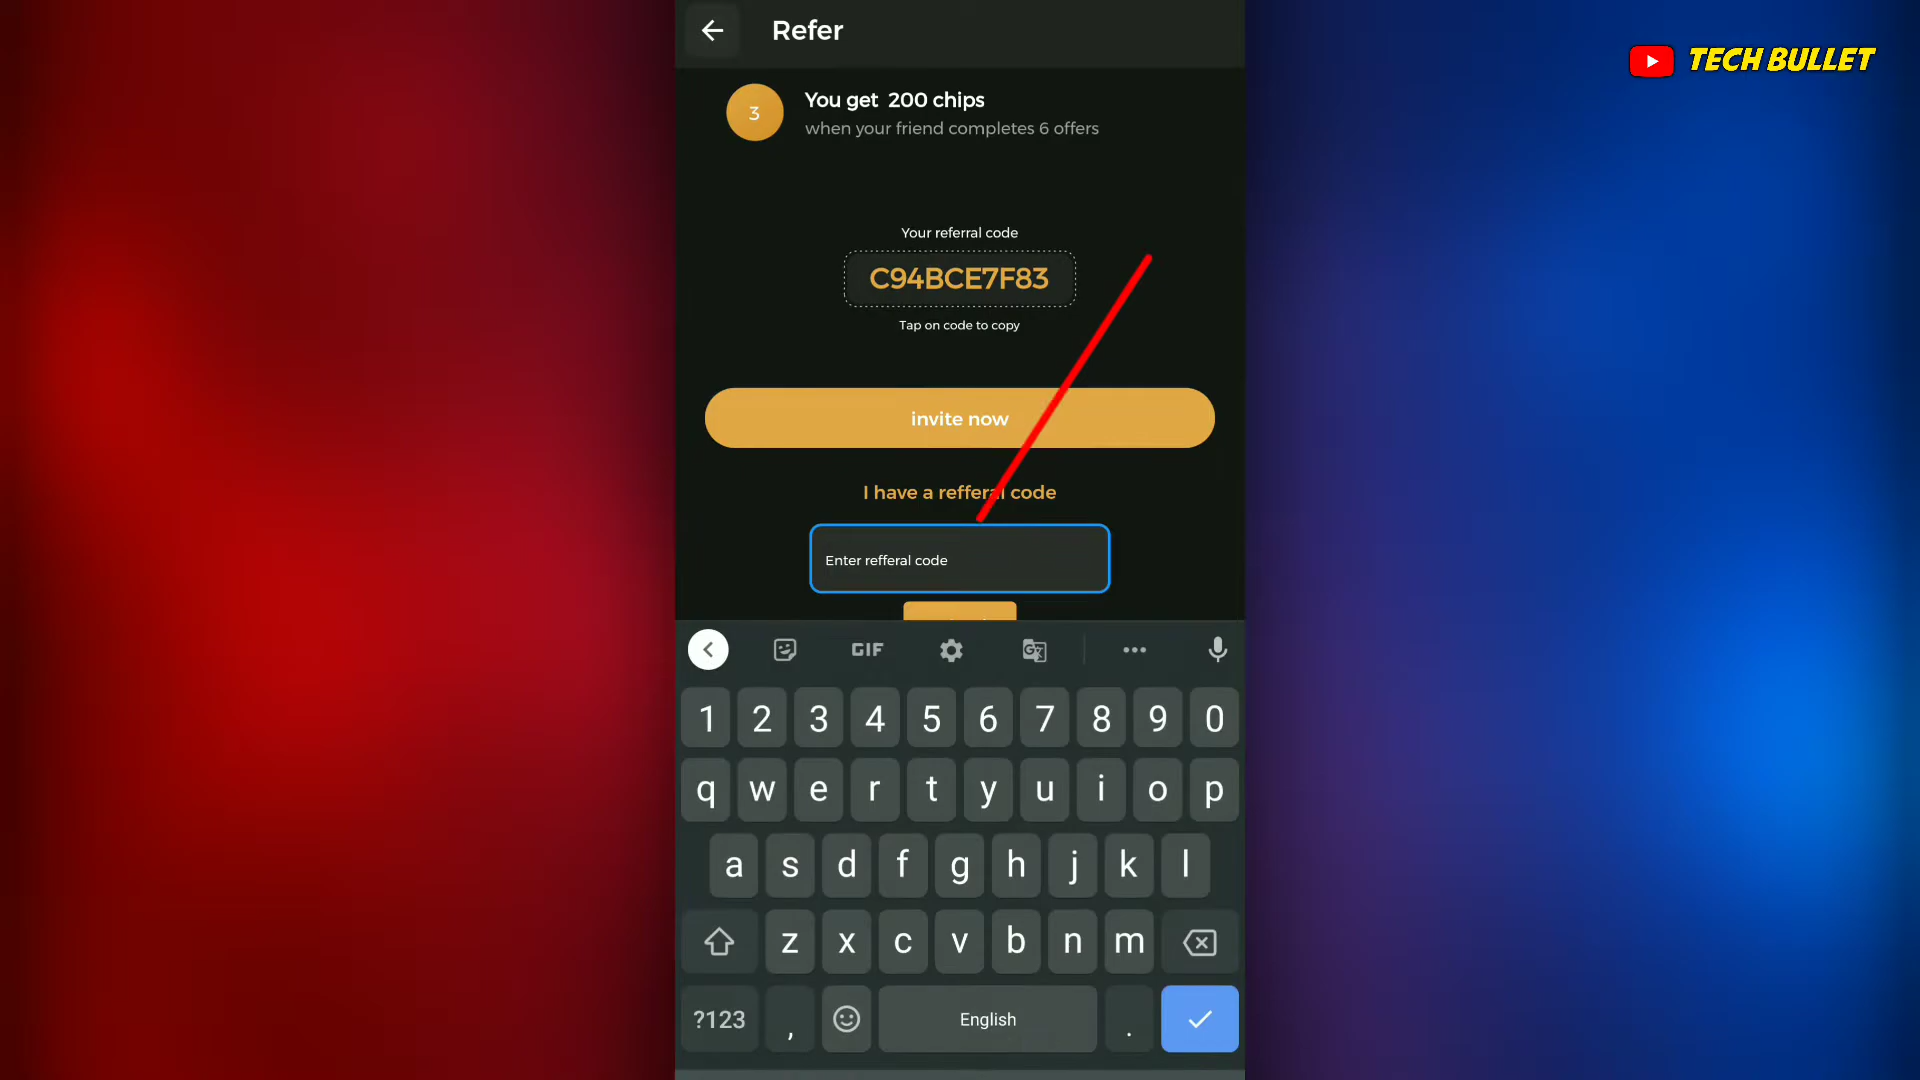 Refer
TECH BULLET
3
You get 200 chips
when your friend completes 6 offers
Your referral code
C94BCE7F83
Tap on code to copy
invite now
I have a refferal code
Enter refferal code
GIF
1 2 3 4 5 6 7 8 9 0
q w e r t y u i o p
a s d f g h j k l
z x c v b n m
?123 , English .